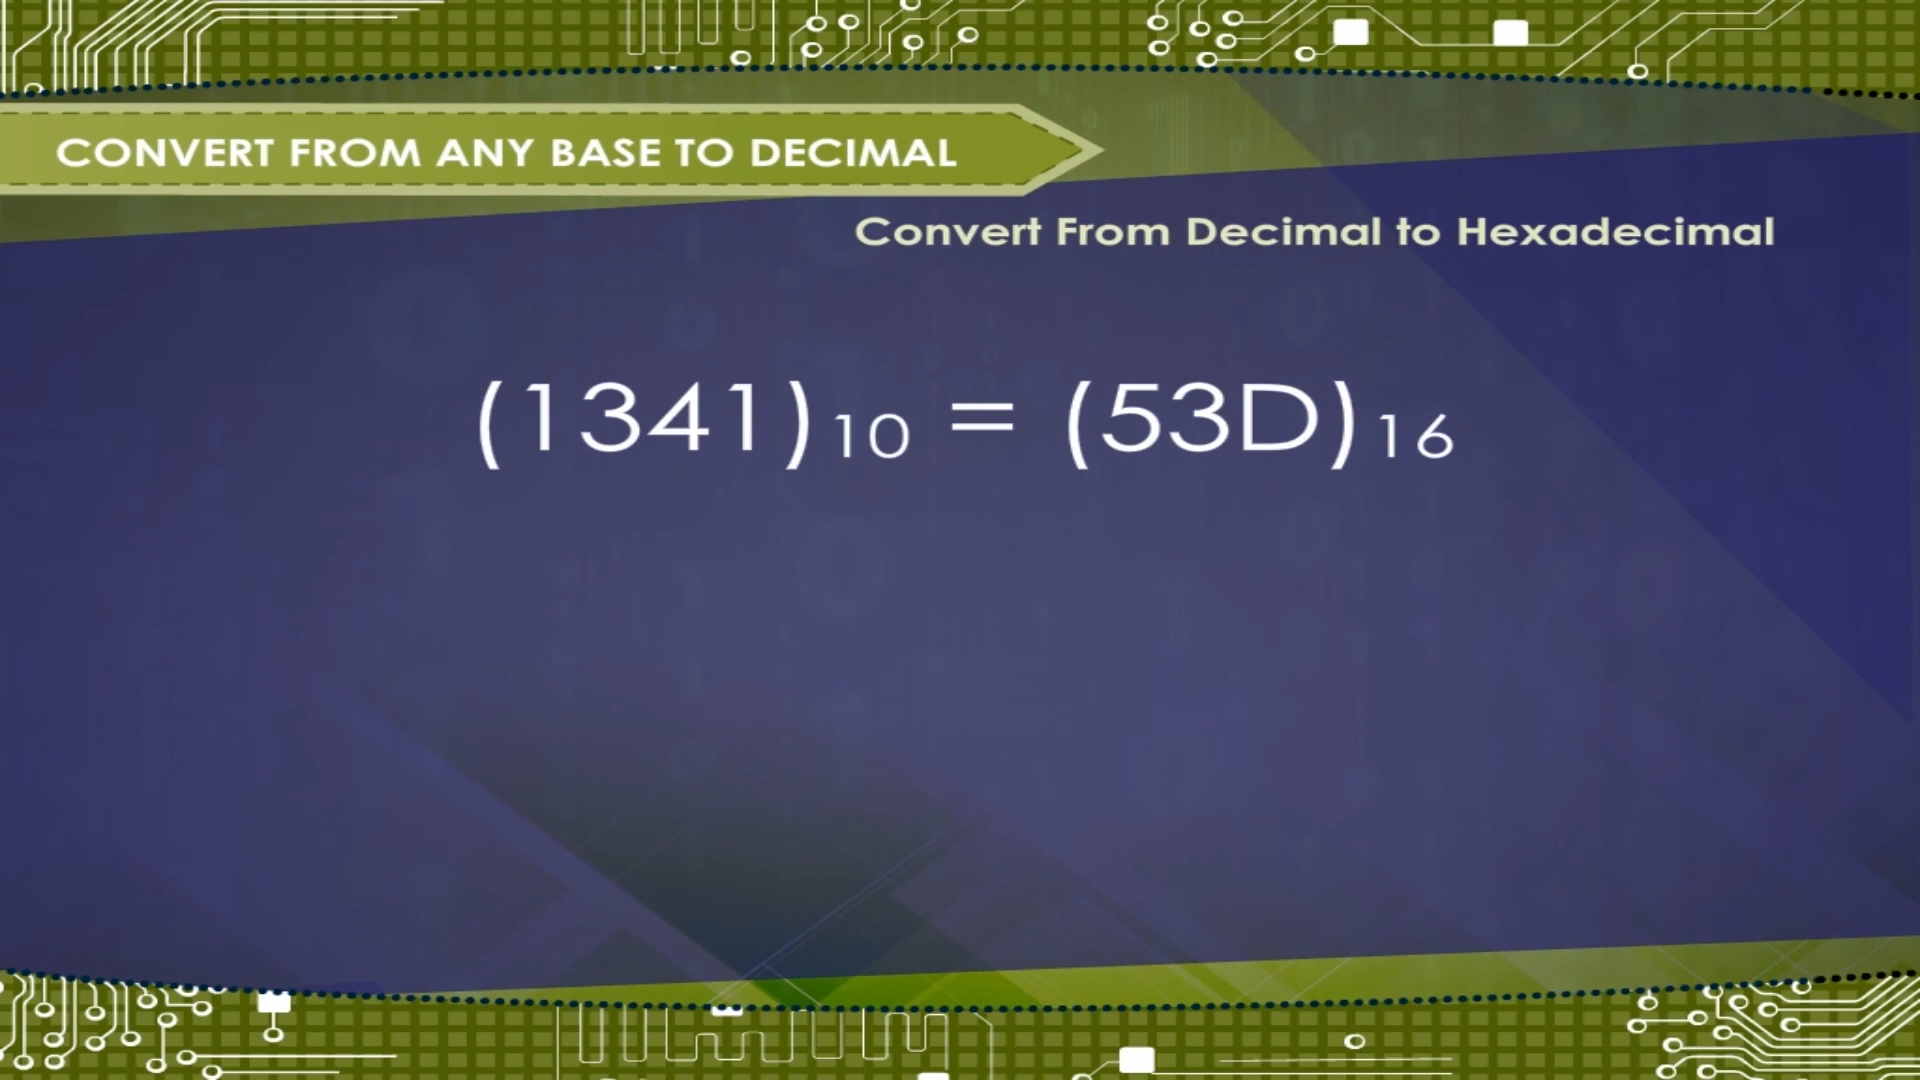 CONVERT FROM ANY BASE TO DECIMAL
Convert From Decimal to Hexadecimal
(1341)₁₀ = (53D)₁₆